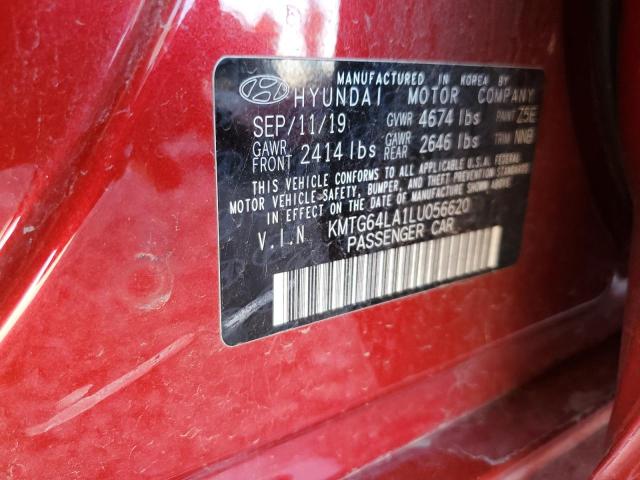 MANUFACTURED IN KOREA BY
HYUNDAI MOTOR COMPANY
SEP/11/19 GVWR 4674 lbs PAINT Z5E
GAWR FRONT 2414 lbs GAWR REAR 2646 lbs TRIM NNB
THIS VEHICLE CONFORMS TO ALL APPLICABLE U.S. FEDERAL
MOTOR VEHICLE SAFETY, BUMPER, AND THEFT PREVENTION STANDARDS
IN EFFECT ON THE DATE OF MANUFACTURE SHOWN ABOVE.
V.I.N KMTG64LA1LU056620
PASSENGER CAR